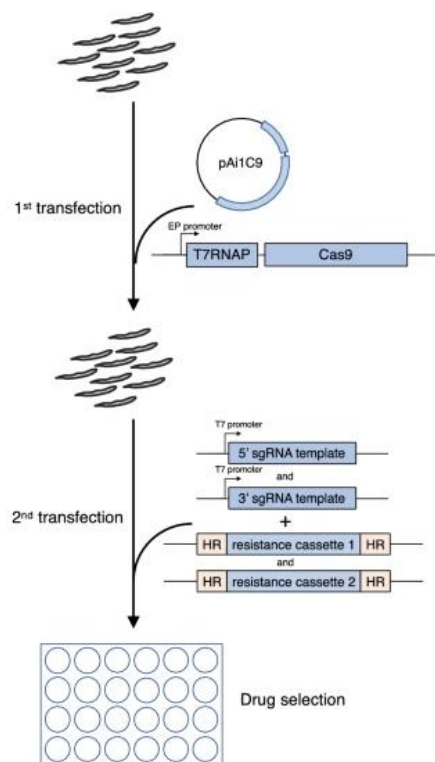 pAi1C9
1st transfection
EP promoter
T7RNAP
Cas9
T7 promoter
5' sgRNA template
and
T7 promoter
3' sgRNA template
2nd transfection
+
HR resistance cassette 1 HR
and
HR resistance cassette 2 HR
Drug selection